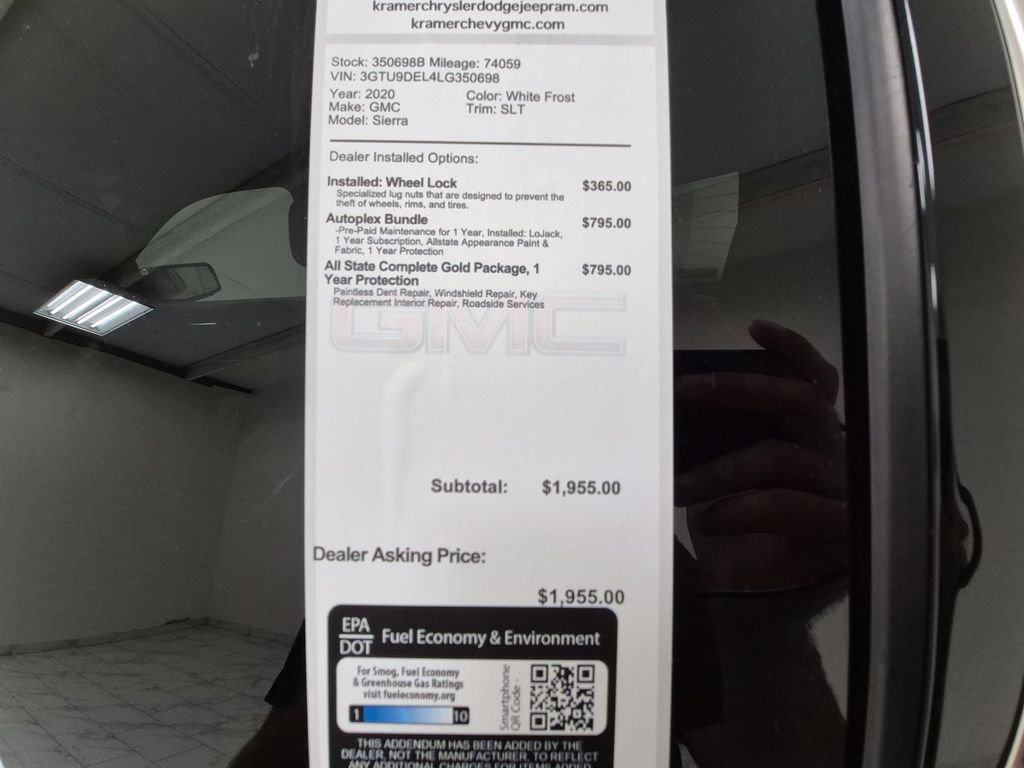 kramerchryslerdodgejeepram.com
kramerchevygmc.com
Stock: 350698B Mileage: 74059
VIN: 3GTU9DEL4LG350698
Year: 2020 Color: White Frost
Make: GMC Trim: SLT
Model: Sierra
Dealer Installed Options:
Installed: Wheel Lock $365.00
Specialized lug nuts that are designed to prevent the
theft of wheels, rims, and tires.
Autoplex Bundle $795.00
-Pre-Paid Maintenance for 1 Year, Installed: LoJack,
1 Year Subscription, Allstate Appearance Paint &
Fabric, 1 Year Protection
All State Complete Gold Package, 1 $795.00
Year Protection
Paintless Dent Repair, Windshield Repair, Key
Replacement Interior Repair, Roadside Services
GMC
Subtotal: $1,955.00
Dealer Asking Price:
$1,955.00
EPA
DOT Fuel Economy & Environment
For Smog, Fuel Economy
& Greenhouse Gas Ratings
visit fueleconomy.org
1 10
Smartphone
QR Code -
THIS ADDENDUM HAS BEEN ADDED BY THE
DEALER, NOT THE MANUFACTURER, TO REFLECT
ANY ADDITIONAL CHARGES FOR ITEMS ADDED